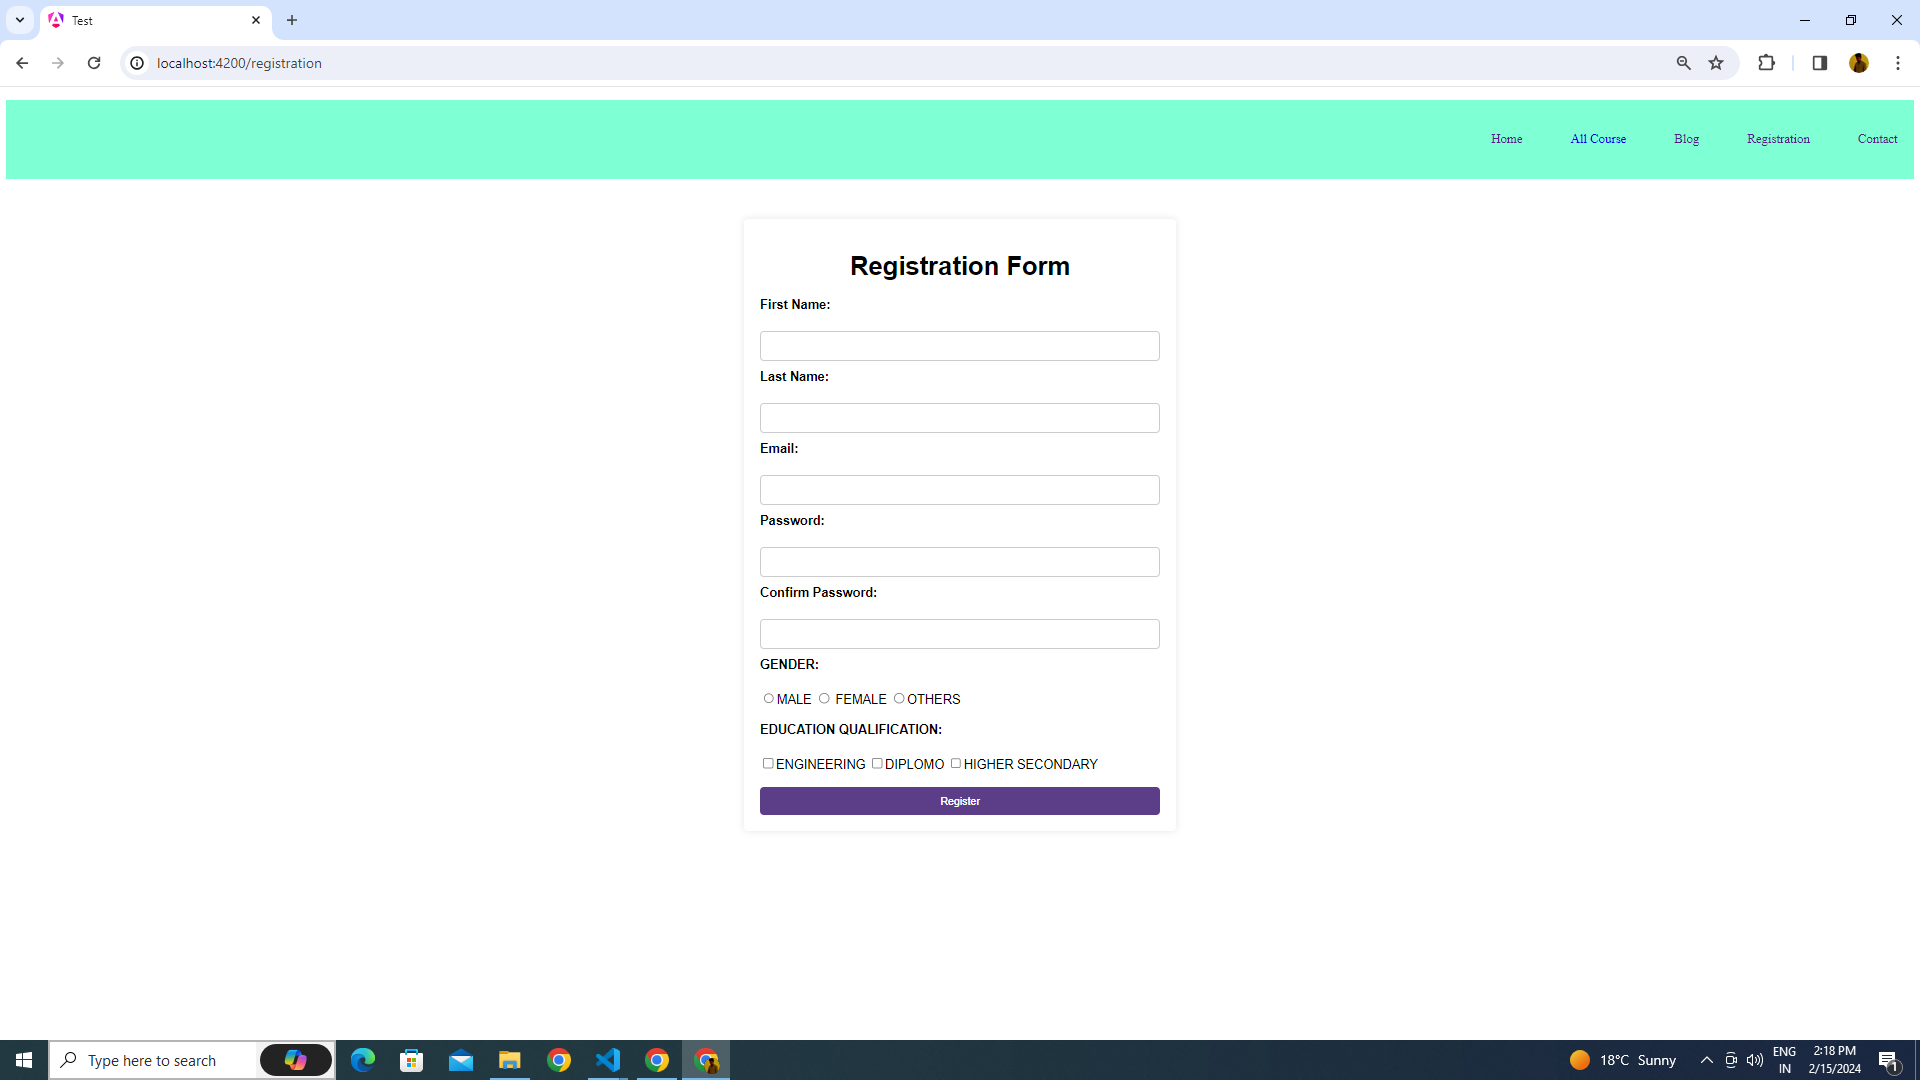 Test
localhost:4200/registration
Home All Course Blog Registration Contact
Registration Form
First Name:
Last Name:
Email:
Password:
Confirm Password:
GENDER:
MALE FEMALE OTHERS
EDUCATION QUALIFICATION:
ENGINEERING DIPLOMO HIGHER SECONDARY
Register
Type here to search
18°C Sunny
ENG
IN
2:18 PM
2/15/2024
1